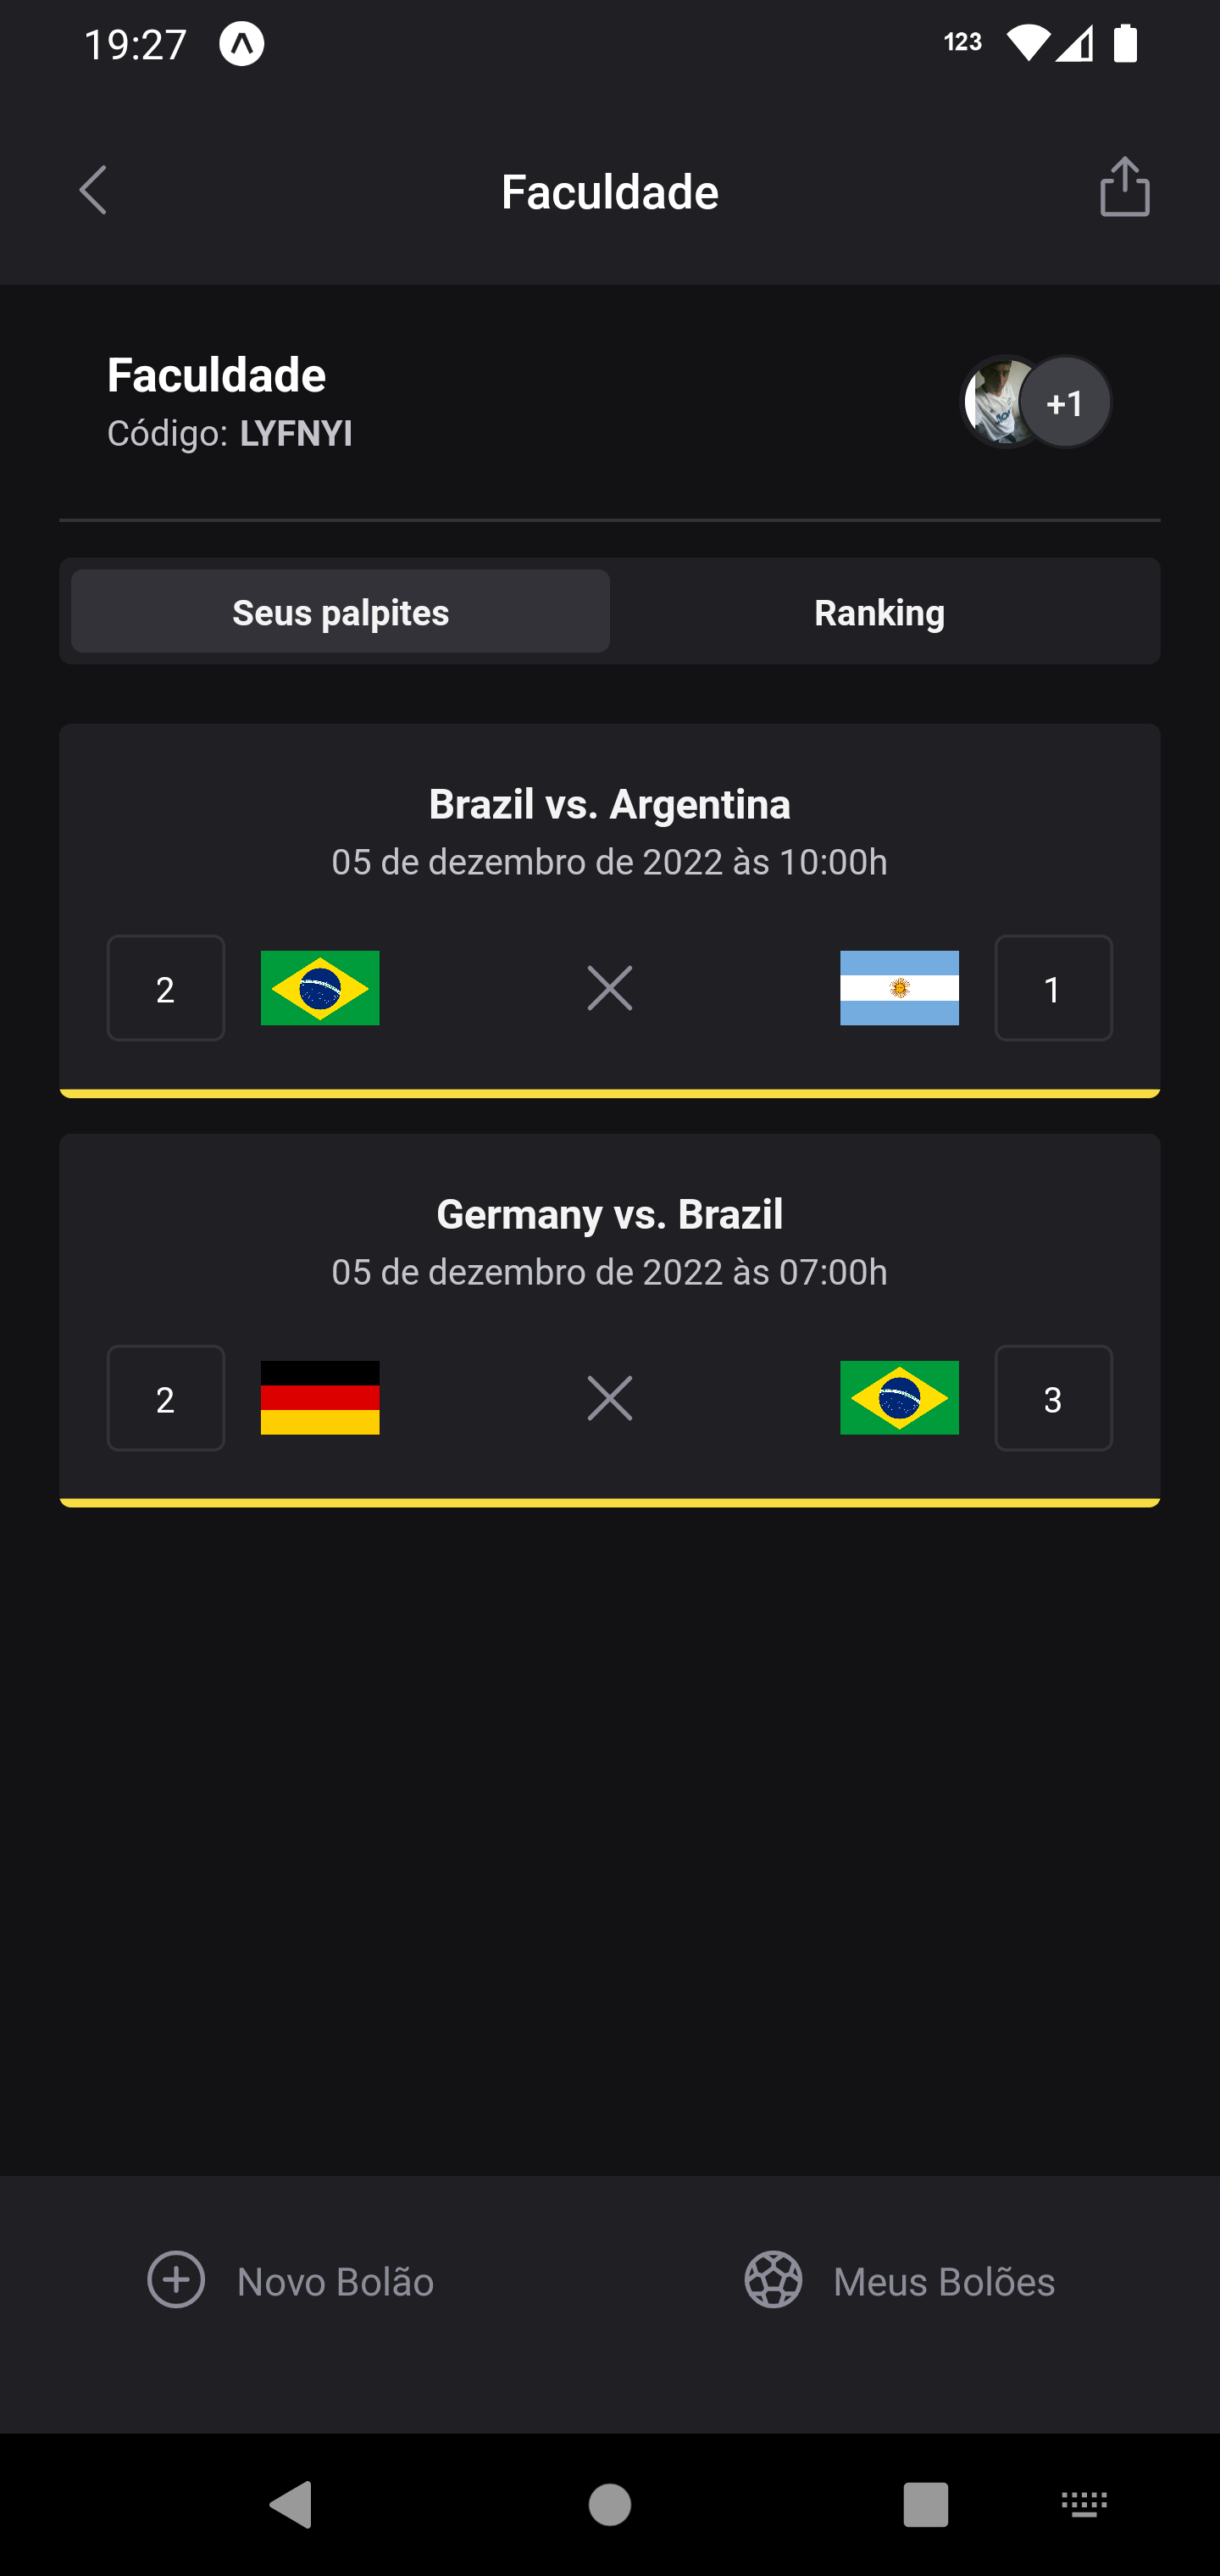 19:27
123
Faculdade
Faculdade
Código: LYFNYI
+1
Seus palpites
Ranking
Brazil vs. Argentina
05 de dezembro de 2022 às 10:00h
2
1
Germany vs. Brazil
05 de dezembro de 2022 às 07:00h
2
3
Novo Bolão
Meus Bolões